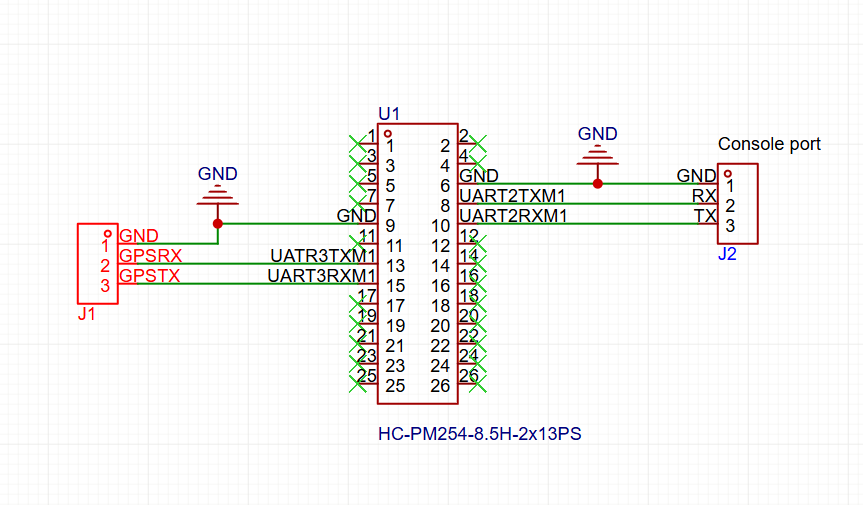 U1
Console port
GND
GND
1 1 2 2
3 3 4 4
5 5 6 GND GND 1
7 7 8 UART2TXM1 RX 2
GND 9 10 UART2RXM1 TX 3
J2
11 11 12 12
GND 1
GPSRX 2 UATR3TXM1 13 14 14
GPSTX 3 UART3RXM1 15 16 16
J1
17 17 18 18
19 19 20 20
21 21 22 22
23 23 24 24
25 25 26 26
HC-PM254-8.5H-2x13PS